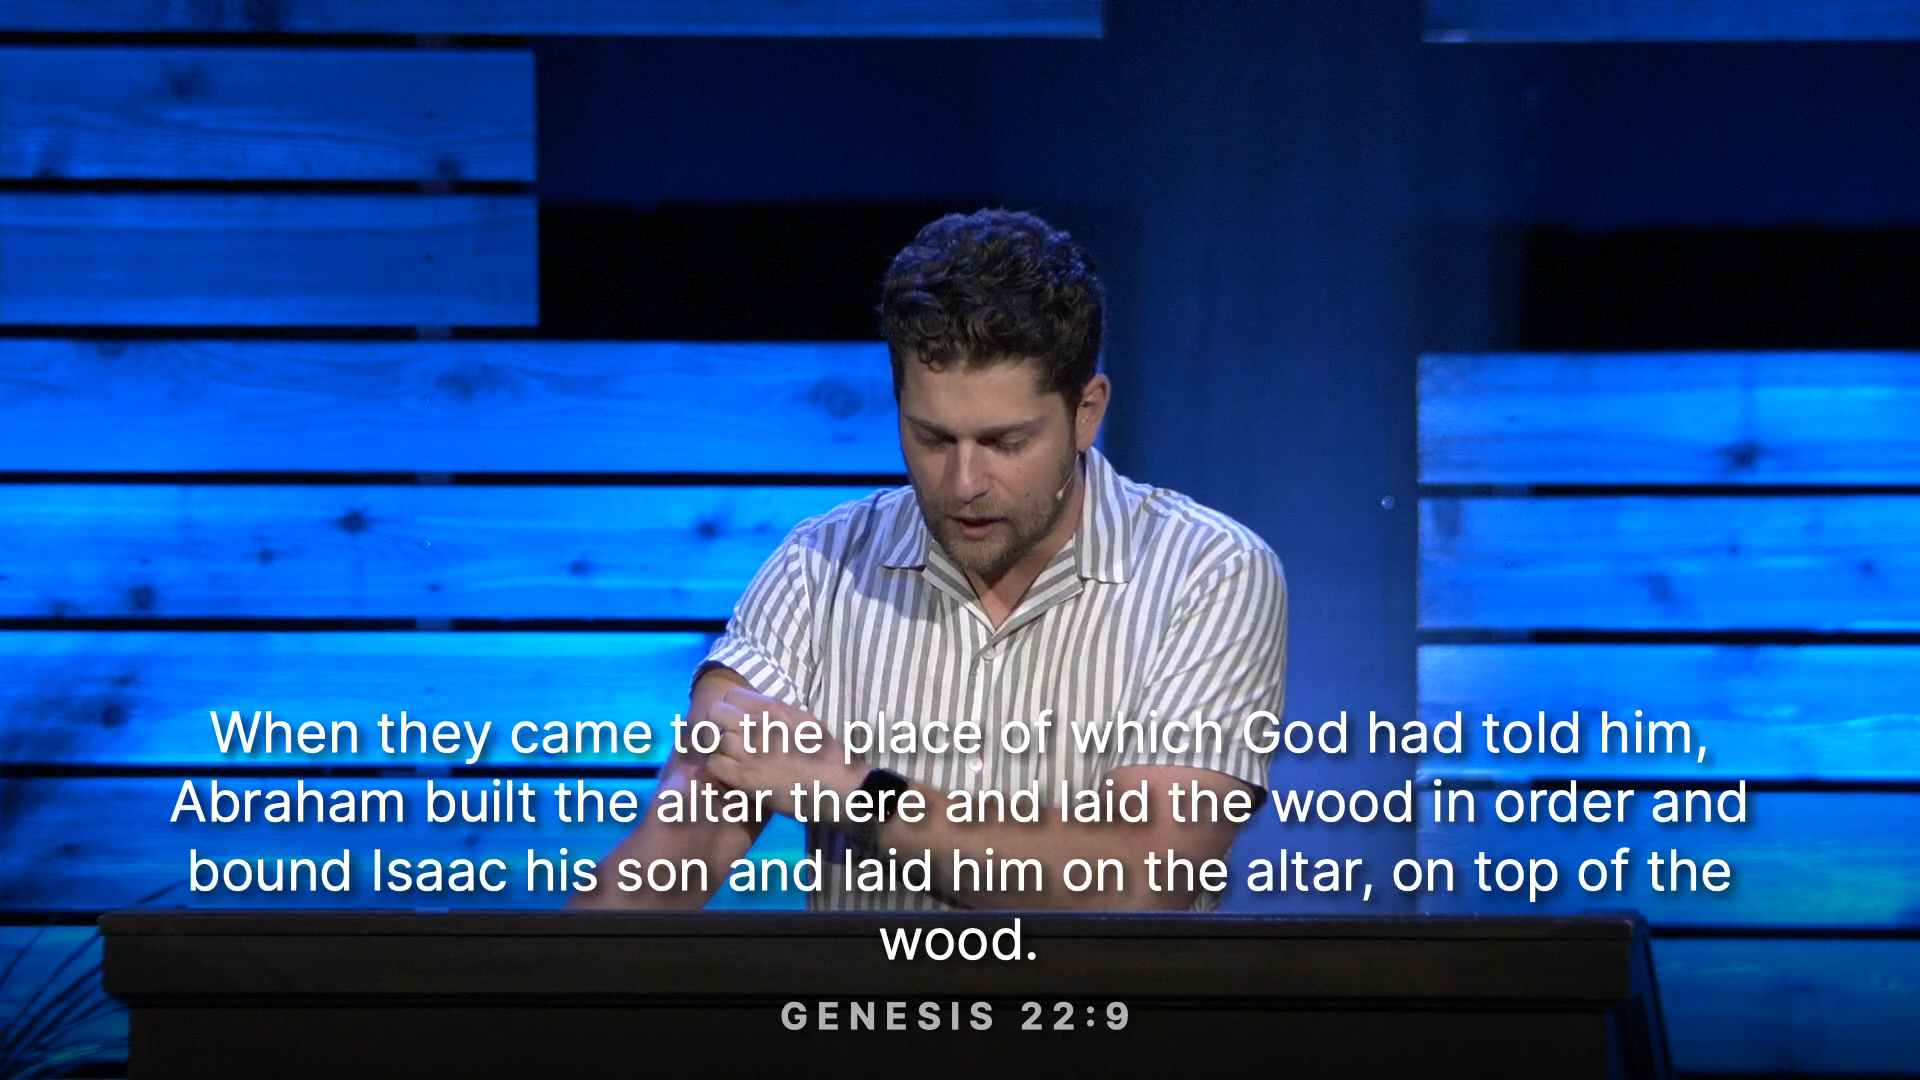 When they came to the place of which God had told him,
Abraham built the altar there and laid the wood in order and
bound Isaac his son and laid him on the altar, on top of the
wood.
GENESIS 22:9